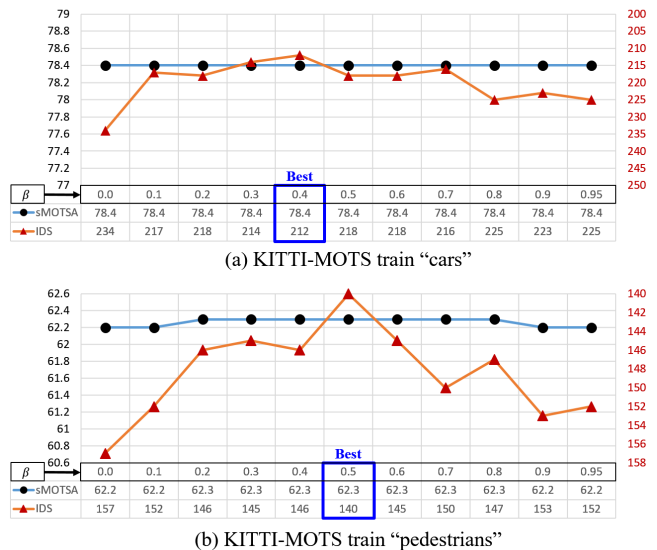 79 200
78.8 205
78.6 210
78.4 215
78.2 220
78 225
77.8 230
77.6 235
77.4 240
77.2 245
77 250
Best
β 0.0 0.1 0.2 0.3 0.4 0.5 0.6 0.7 0.8 0.9 0.95
sMOTSA 78.4 78.4 78.4 78.4 78.4 78.4 78.4 78.4 78.4 78.4 78.4
IDS 234 217 218 214 212 218 218 216 225 223 225
(a) KITTI-MOTS train “cars”
62.6 140
62.4 142
62.2 144
62 146
61.8 148
61.6 150
61.4 152
61.2 154
61 156
60.8 158
60.6
Best
β 0.0 0.1 0.2 0.3 0.4 0.5 0.6 0.7 0.8 0.9 0.95
sMOTSA 62.2 62.2 62.3 62.3 62.3 62.3 62.3 62.3 62.3 62.2 62.2
IDS 157 152 146 145 146 140 145 150 147 153 152
(b) KITTI-MOTS train “pedestrians”